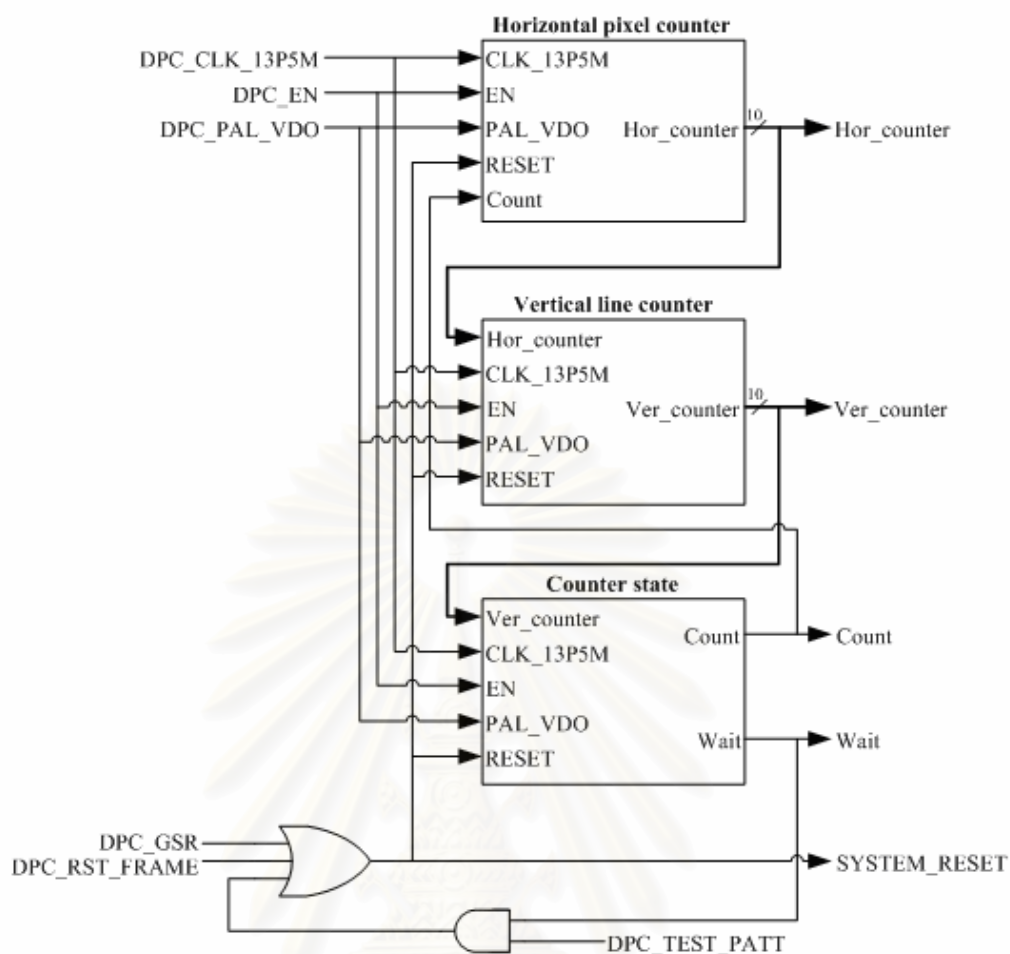 Horizontal pixel counter
DPC_CLK_13P5M
CLK_13P5M
DPC_EN
EN
DPC_PAL_VDO
PAL_VDO
Hor_counter
10
Hor_counter
RESET
Count
Vertical line counter
Hor_counter
CLK_13P5M
EN
Ver_counter
10
Ver_counter
PAL_VDO
RESET
Counter state
Ver_counter
Count
Count
CLK_13P5M
EN
PAL_VDO
Wait
Wait
RESET
DPC_GSR
DPC_RST_FRAME
SYSTEM_RESET
DPC_TEST_PATT